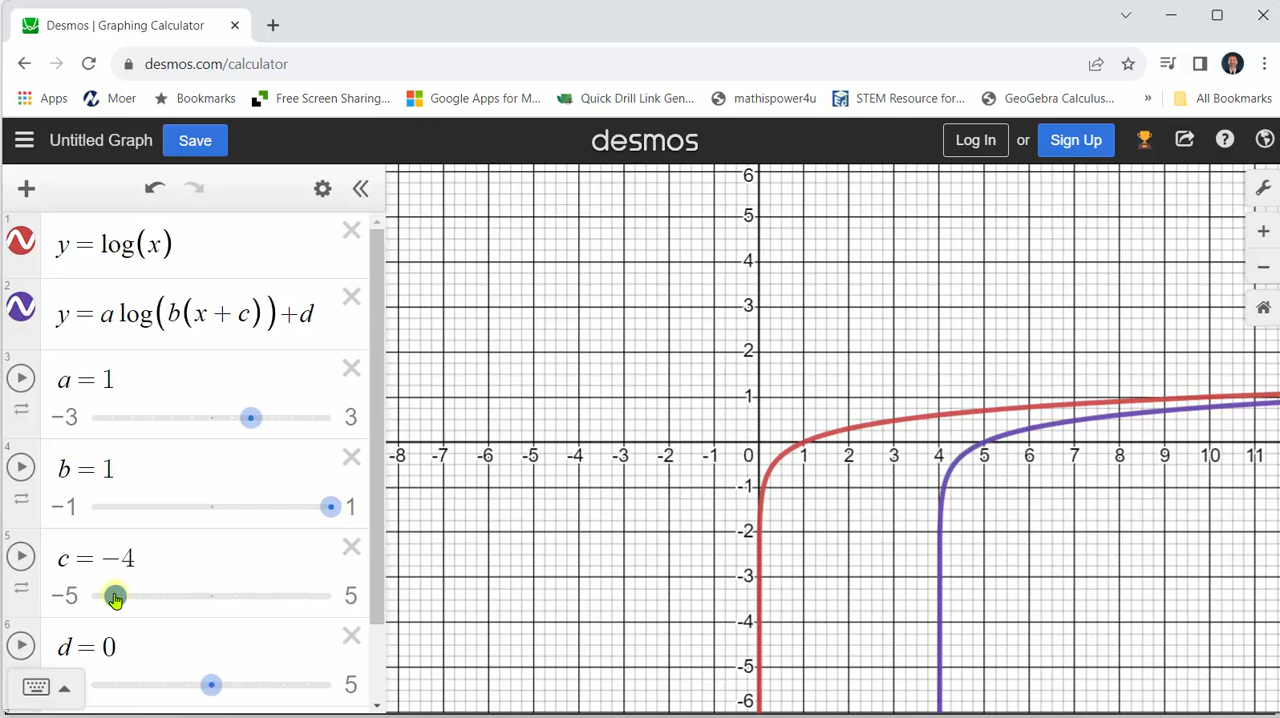 Desmos | Graphing Calculator
desmos.com/calculator
Apps Moer Bookmarks Free Screen Sharing... Google Apps for M... Quick Drill Link Gen... mathispower4u STEM Resource for... GeoGebra Calculus... » All Bookmarks
Untitled Graph Save desmos Log In or Sign Up
1
y = log(x)
2
y = a log(b(x + c))+d
3
a = 1
−3 3
4
b = 1
−1 1
5
c = −4
−5 5
6
d = 0
5
6
5
4
3
2
1
-8 -7 -6 -5 -4 -3 -2 -1 0 1 2 3 4 5 6 7 8 9 10 11
-1
-2
-3
-4
-5
-6